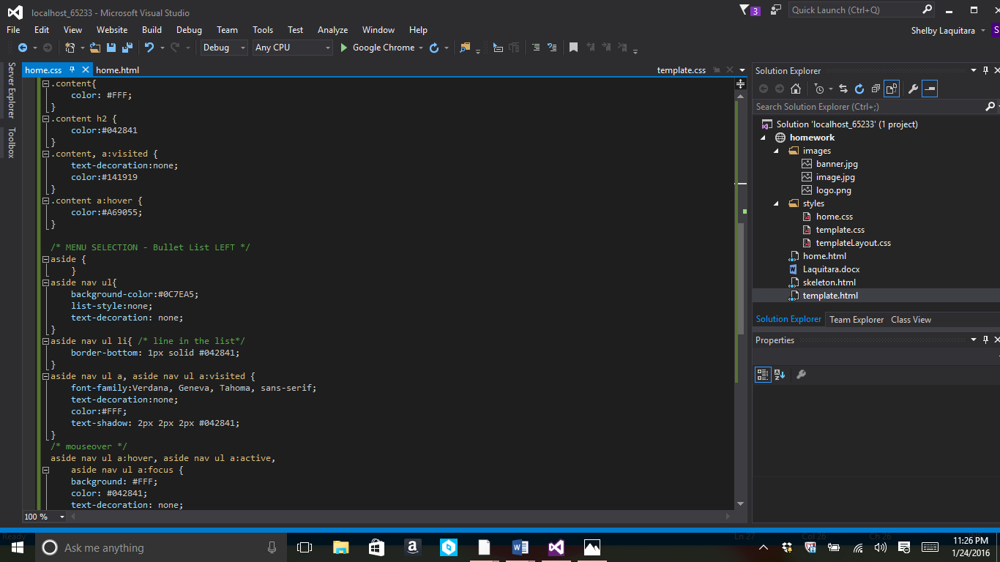 localhost_65233 - Microsoft Visual Studio
3
Quick Launch (Ctrl+Q)
File Edit View Website Build Debug Team Tools Test Analyze Window Help
Shelby Laquitara
S
Debug Any CPU Google Chrome
Server Explorer
Toolbox
home.css home.html template.css
.content{
color: #FFF;
}
.content h2 {
color:#042841
}
.content, a:visited {
text-decoration:none;
color:#141919
}
.content a:hover {
color:#A69055;
}
/* MENU SELECTION - Bullet List LEFT */
aside {
}
aside nav ul{
background-color:#0C7EA5;
list-style:none;
text-decoration: none;
}
aside nav ul li{ /* line in the list*/
border-bottom: 1px solid #042841;
}
aside nav ul a, aside nav ul a:visited {
font-family:Verdana, Geneva, Tahoma, sans-serif;
text-decoration:none;
color:#FFF;
text-shadow: 2px 2px 2px #042841;
}
/* mouseover */
aside nav ul a:hover, aside nav ul a:active,
aside nav ul a:focus {
background: #FFF;
color: #042841;
text-decoration: none;
100 %
Solution Explorer
Search Solution Explorer (Ctrl+;)
Solution 'localhost_65233' (1 project)
homework
images
banner.jpg
image.jpg
logo.png
styles
home.css
template.css
templateLayout.css
home.html
Laquitara.docx
skeleton.html
template.html
Solution Explorer Team Explorer Class View
Properties
Ready Ln 27 Col 26 Ch 26
Ask me anything
11:26 PM
1/24/2016